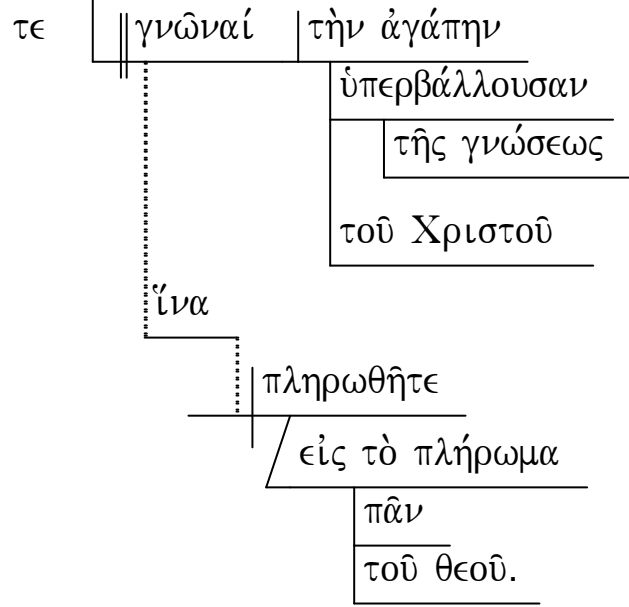 τε γνῶναί τὴν ἀγάπην
ὑπερβάλλουσαν
τῆς γνώσεως
τοῦ Χριστοῦ
ἵνα
πληρωθῆτε
εἰς τὸ πλήρωμα
πᾶν
τοῦ θεοῦ.